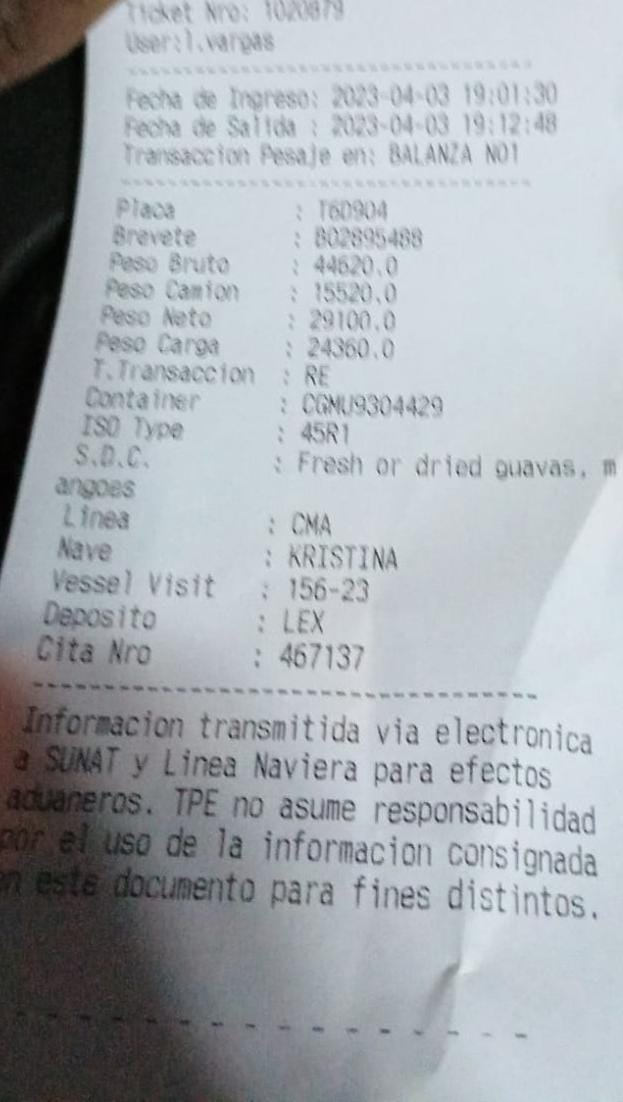 Ticket Nro: 1020879
User:l.vargas
--------------------------------
Fecha de Ingreso: 2023-04-03 19:01:30
Fecha de Salida : 2023-04-03 19:12:48
Transaccion Pesaje en: BALANZA N01
--------------------------------
Placa : T6D904
Brevete : B02895488
Peso Bruto : 44620.0
Peso Camion : 15520.0
Peso Neto : 29100.0
Peso Carga : 24360.0
T.Transaccion : RE
Container : CGMU9304429
ISO Type : 45R1
S.D.C. : Fresh or dried guavas, m
angoes
Linea : CMA
Nave : KRISTINA
Vessel Visit : 156-23
Deposito : LEX
Cita Nro : 467137
--------------------------------
Informacion transmitida via electronica
a SUNAT y Linea Naviera para efectos
aduaneros. TPE no asume responsabilidad
por el uso de la informacion consignada
en este documento para fines distintos.